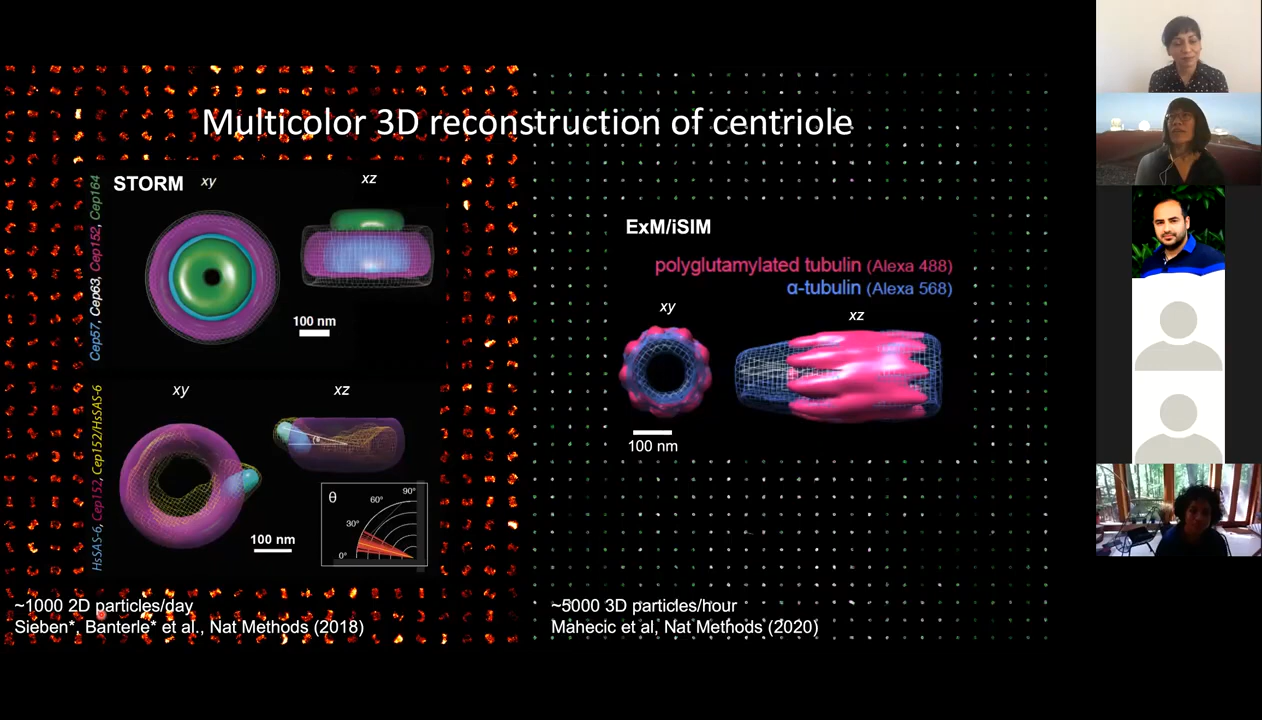 Multicolor 3D reconstruction of centriole
STORM
xy
xz
Cep57, Cep63, Cep152, Cep164
100 nm
xy
xz
HsSAS-6, Cep152, Cep152/HsSAS-6
θ
100 nm
θ
90°
60°
30°
0°
~1000 2D particles/day
Sieben*, Banterle* et al., Nat Methods (2018)
ExM/iSIM
polyglutamylated tubulin (Alexa 488)
α-tubulin (Alexa 568)
xy
xz
100 nm
~5000 3D particles/hour
Mahecic et al, Nat Methods (2020)